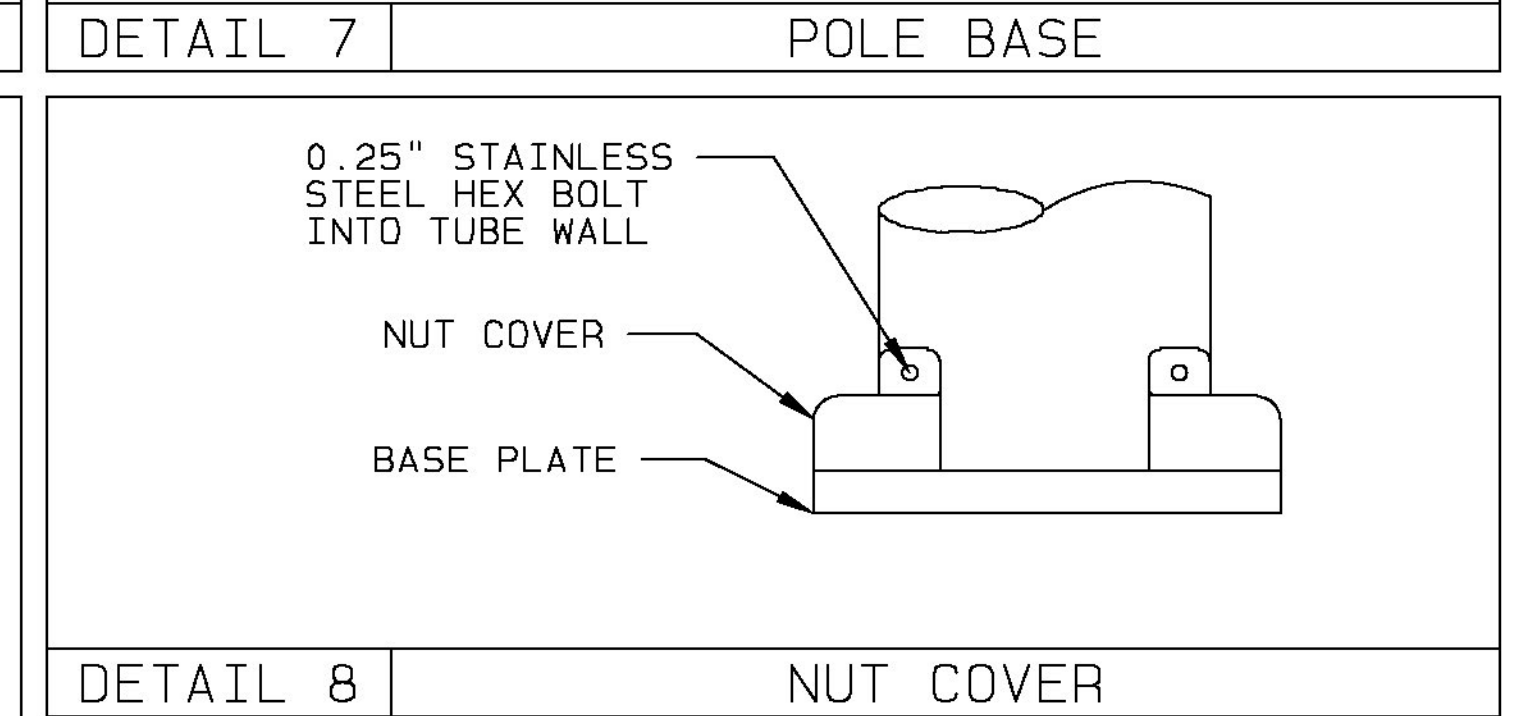 DETAIL 7
POLE BASE
0.25" STAINLESS
STEEL HEX BOLT
INTO TUBE WALL
NUT COVER
BASE PLATE
DETAIL 8
NUT COVER